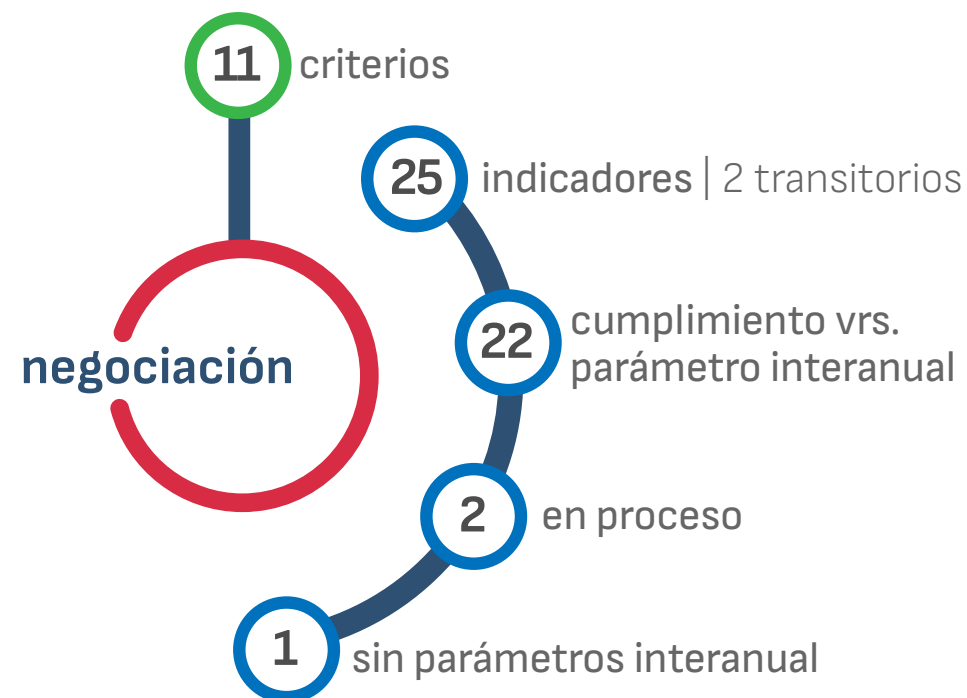 11 criterios
25 indicadores | 2 transitorios
22 cumplimiento vrs.
parámetro interanual
negociación
2 en proceso
1 sin parámetros interanual